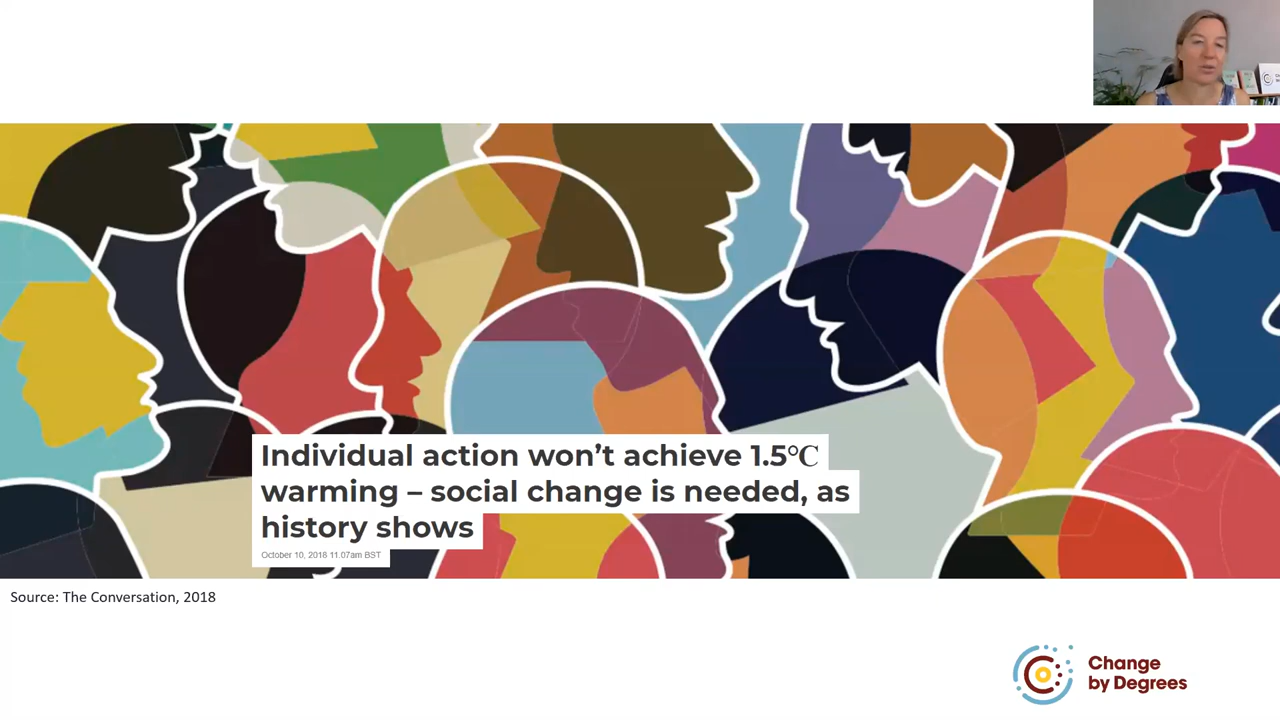 Individual action won't achieve 1.5℃
warming – social change is needed, as
history shows
October 10, 2018 11.07am BST
Source: The Conversation, 2018
Change
by Degrees